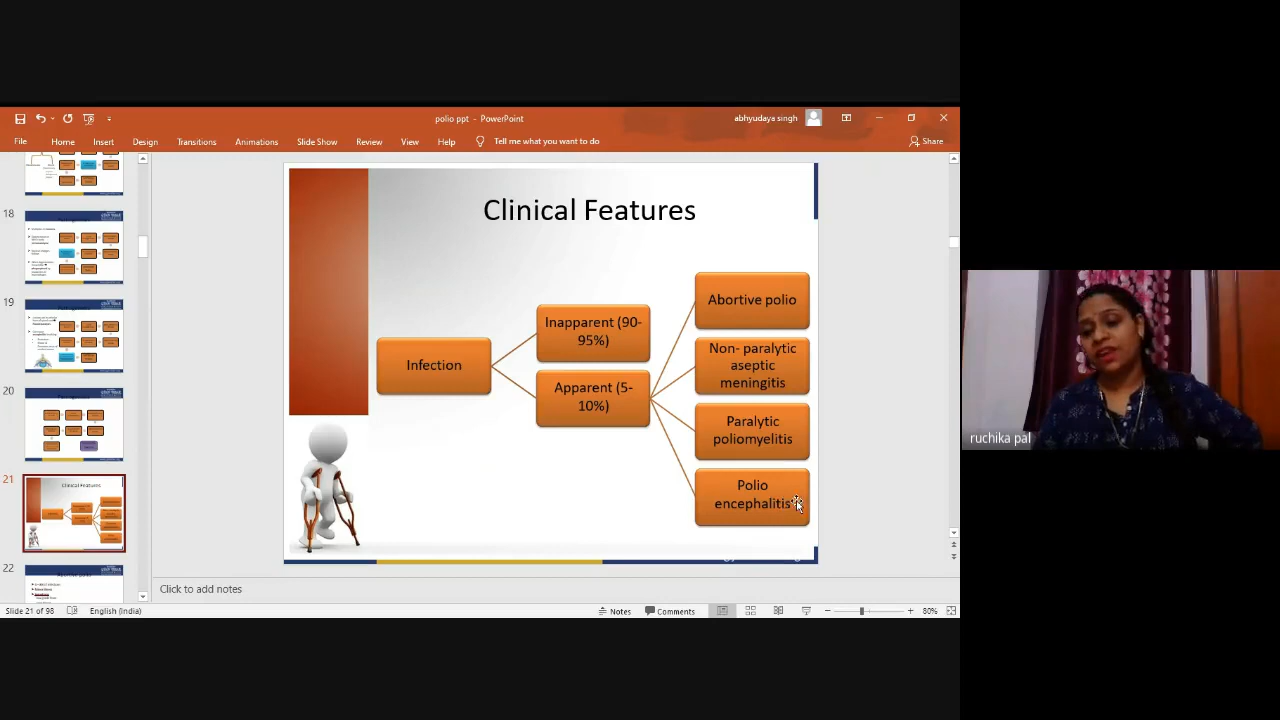 polio ppt - PowerPoint
abhyudaya singh
File
Home
Insert
Design
Transitions
Animations
Slide Show
Review
View
Help
Tell me what you want to do
Share
18
19
20
21
22
Clinical Features
Clinical Features
Infection
Inapparent (90-
95%)
Apparent (5-
10%)
Abortive polio
Non- paralytic
aseptic
meningitis
Paralytic
poliomyelitis
Polio
encephalitis
ruchika pal
Click to add notes
Slide 21 of 98
English (India)
Notes
Comments
80%